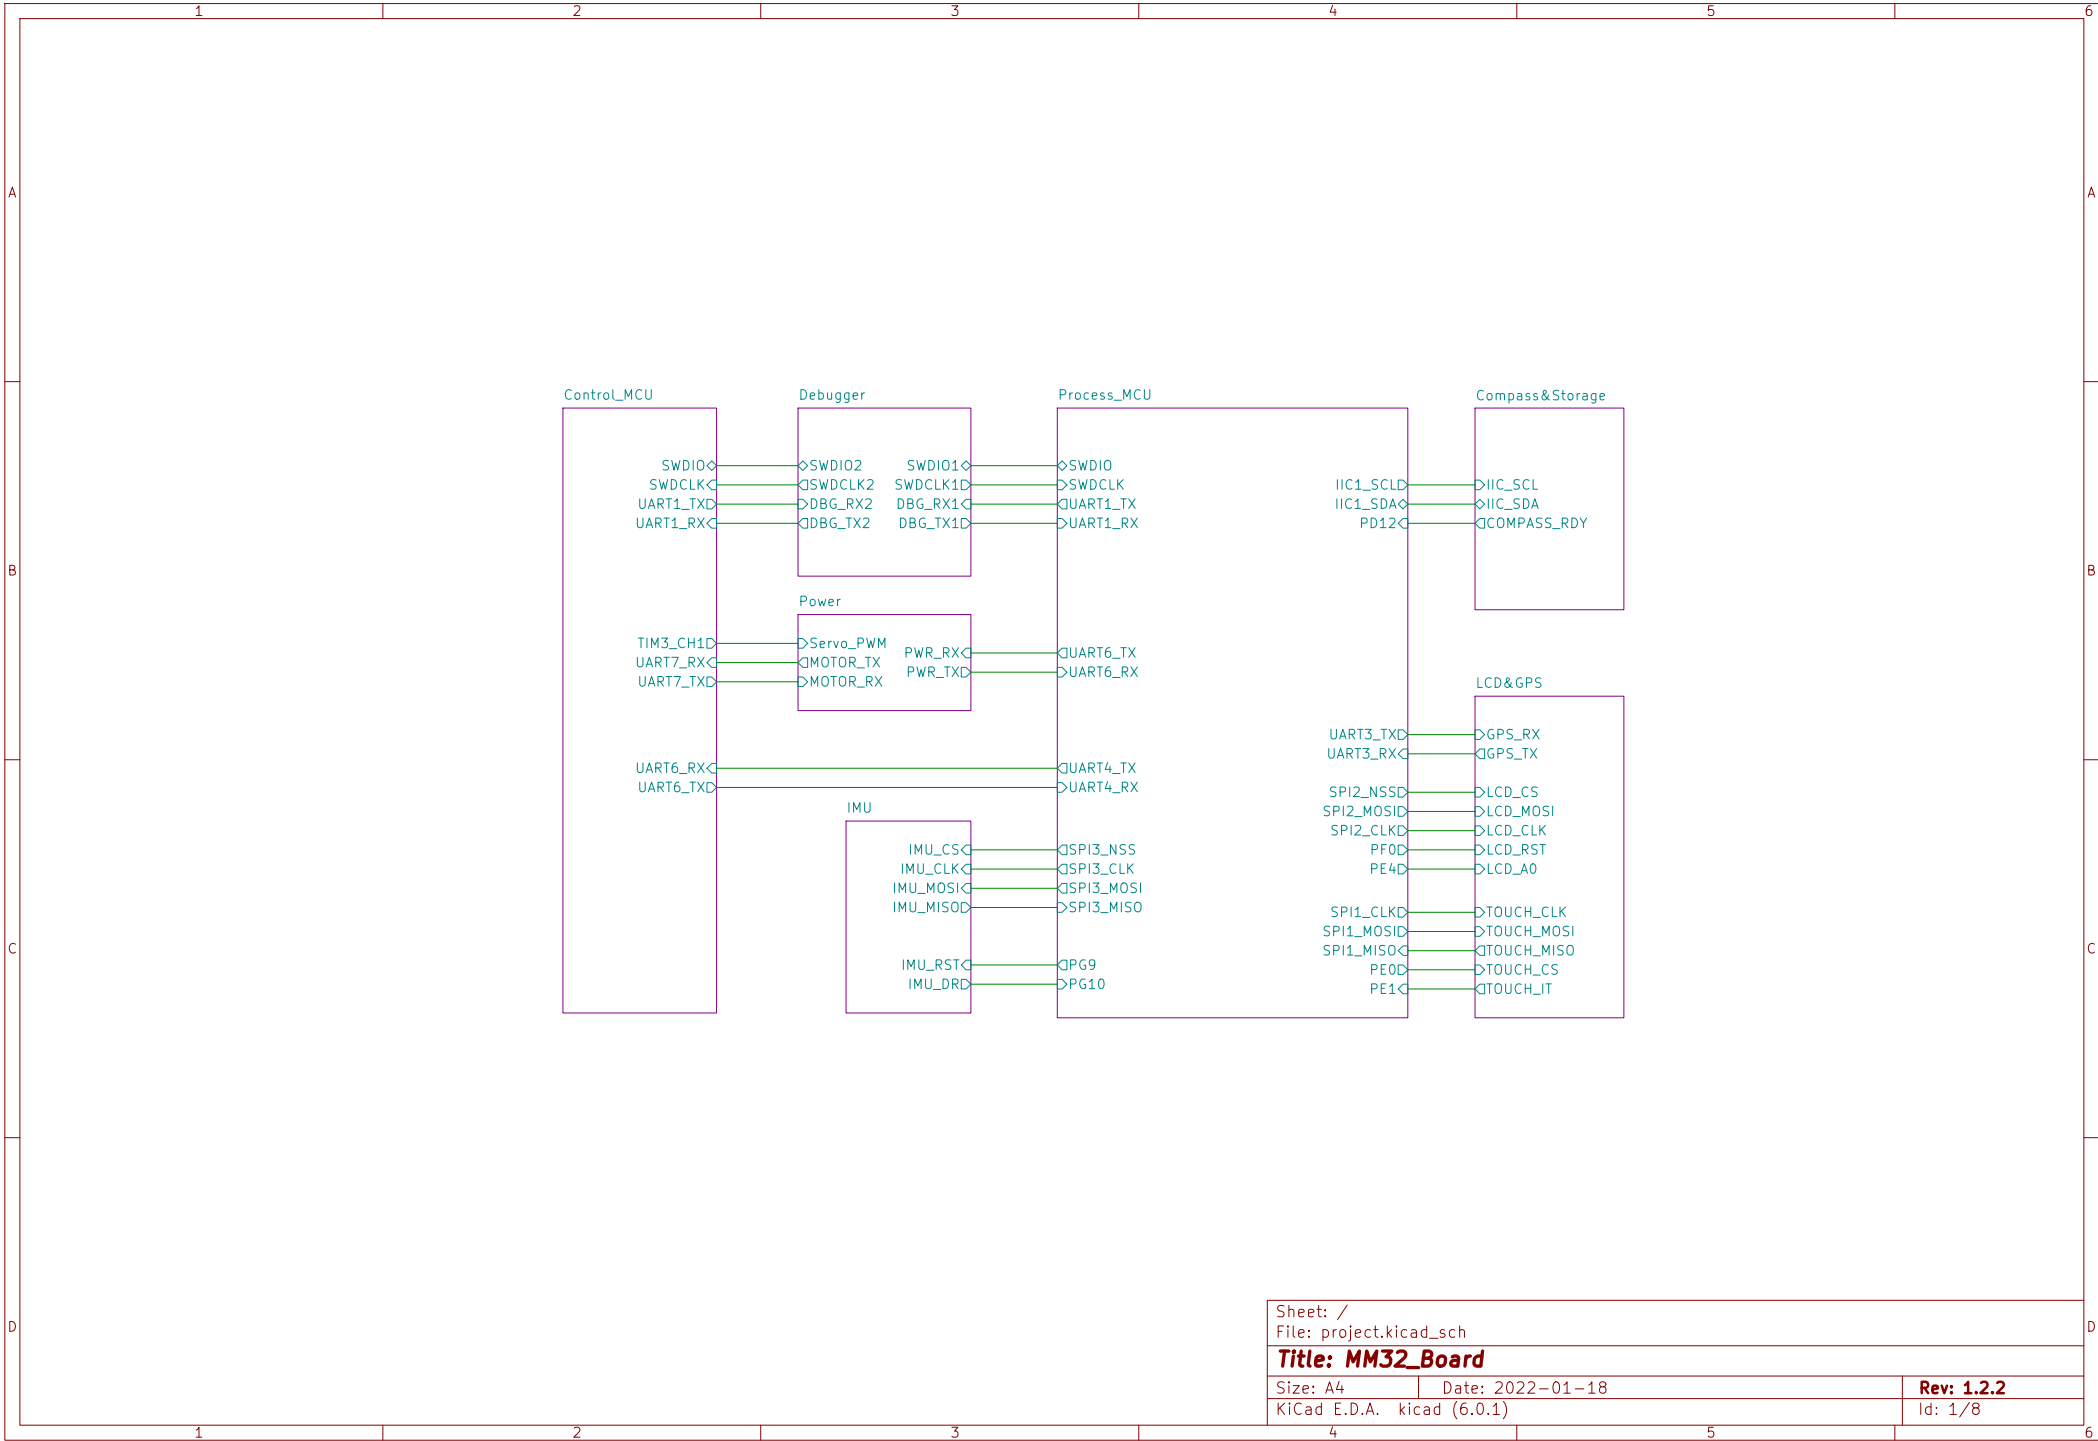 1 2 3 4 5 6
A A
Control_MCU
SWDIO
SWDCLK
UART1_TX
UART1_RX
TIM3_CH1
UART7_RX
UART7_TX
UART6_RX
UART6_TX
Debugger
SWDIO2 SWDIO1
SWDCLK2 SWDCLK1
DBG_RX2 DBG_RX1
DBG_TX2 DBG_TX1
Power
Servo_PWM
MOTOR_TX
MOTOR_RX
PWR_RX
PWR_TX
IMU
IMU_CS
IMU_CLK
IMU_MOSI
IMU_MISO
IMU_RST
IMU_DR
Process_MCU
SWDIO
SWDCLK
UART1_TX
UART1_RX
UART6_TX
UART6_RX
UART4_TX
UART4_RX
SPI3_NSS
SPI3_CLK
SPI3_MOSI
SPI3_MISO
PG9
PG10
IIC1_SCL
IIC1_SDA
PD12
UART3_TX
UART3_RX
SPI2_NSS
SPI2_MOSI
SPI2_CLK
PF0
PE4
SPI1_CLK
SPI1_MOSI
SPI1_MISO
PE0
PE1
Compass&Storage
IIC_SCL
IIC_SDA
COMPASS_RDY
LCD&GPS
GPS_RX
GPS_TX
LCD_CS
LCD_MOSI
LCD_CLK
LCD_RST
LCD_A0
TOUCH_CLK
TOUCH_MOSI
TOUCH_MISO
TOUCH_CS
TOUCH_IT
B B
C C
D D
Sheet: /
File: project.kicad_sch
Title: MM32_Board
Size: A4 Date: 2022-01-18 Rev: 1.2.2
KiCad E.D.A. kicad (6.0.1) Id: 1/8
1 2 3 4 5 6